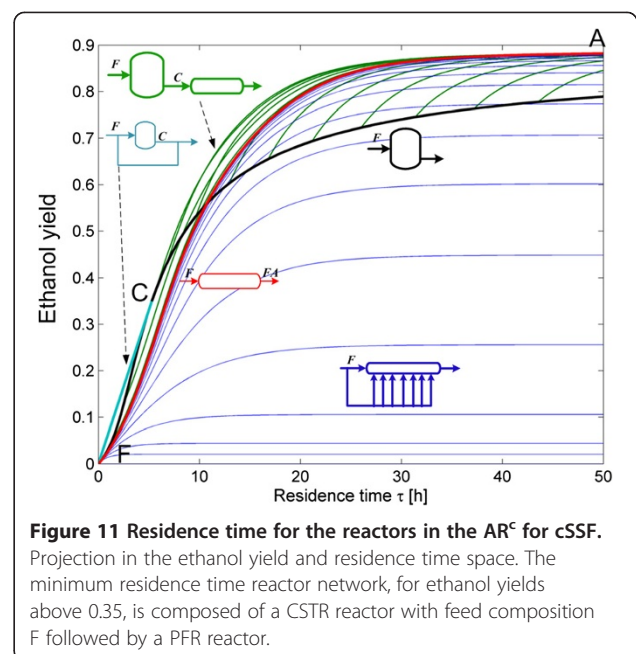 A
0.9
0.8
0.7
0.6
0.5
0.4
0.3
0.2
0.1
0
Ethanol yield
F
C
F
C
F
F
FA
C
F
F
0
10
20
30
40
50
Residence time τ [h]
Figure 11 Residence time for the reactors in the ARᶜ for cSSF.
Projection in the ethanol yield and residence time space. The
minimum residence time reactor network, for ethanol yields
above 0.35, is composed of a CSTR reactor with feed composition
F followed by a PFR reactor.